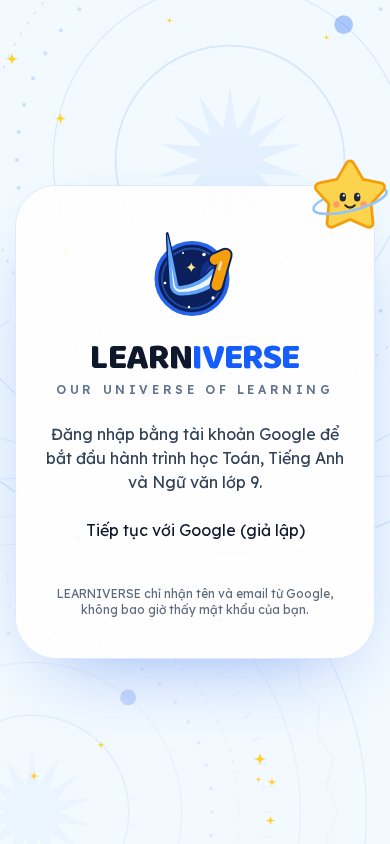 LEARNIVERSE
OUR UNIVERSE OF LEARNING
Đăng nhập bằng tài khoản Google để
bắt đầu hành trình học Toán, Tiếng Anh
và Ngữ văn lớp 9.
Tiếp tục với Google (giả lập)
LEARNIVERSE chỉ nhận tên và email từ Google,
không bao giờ thấy mật khẩu của bạn.